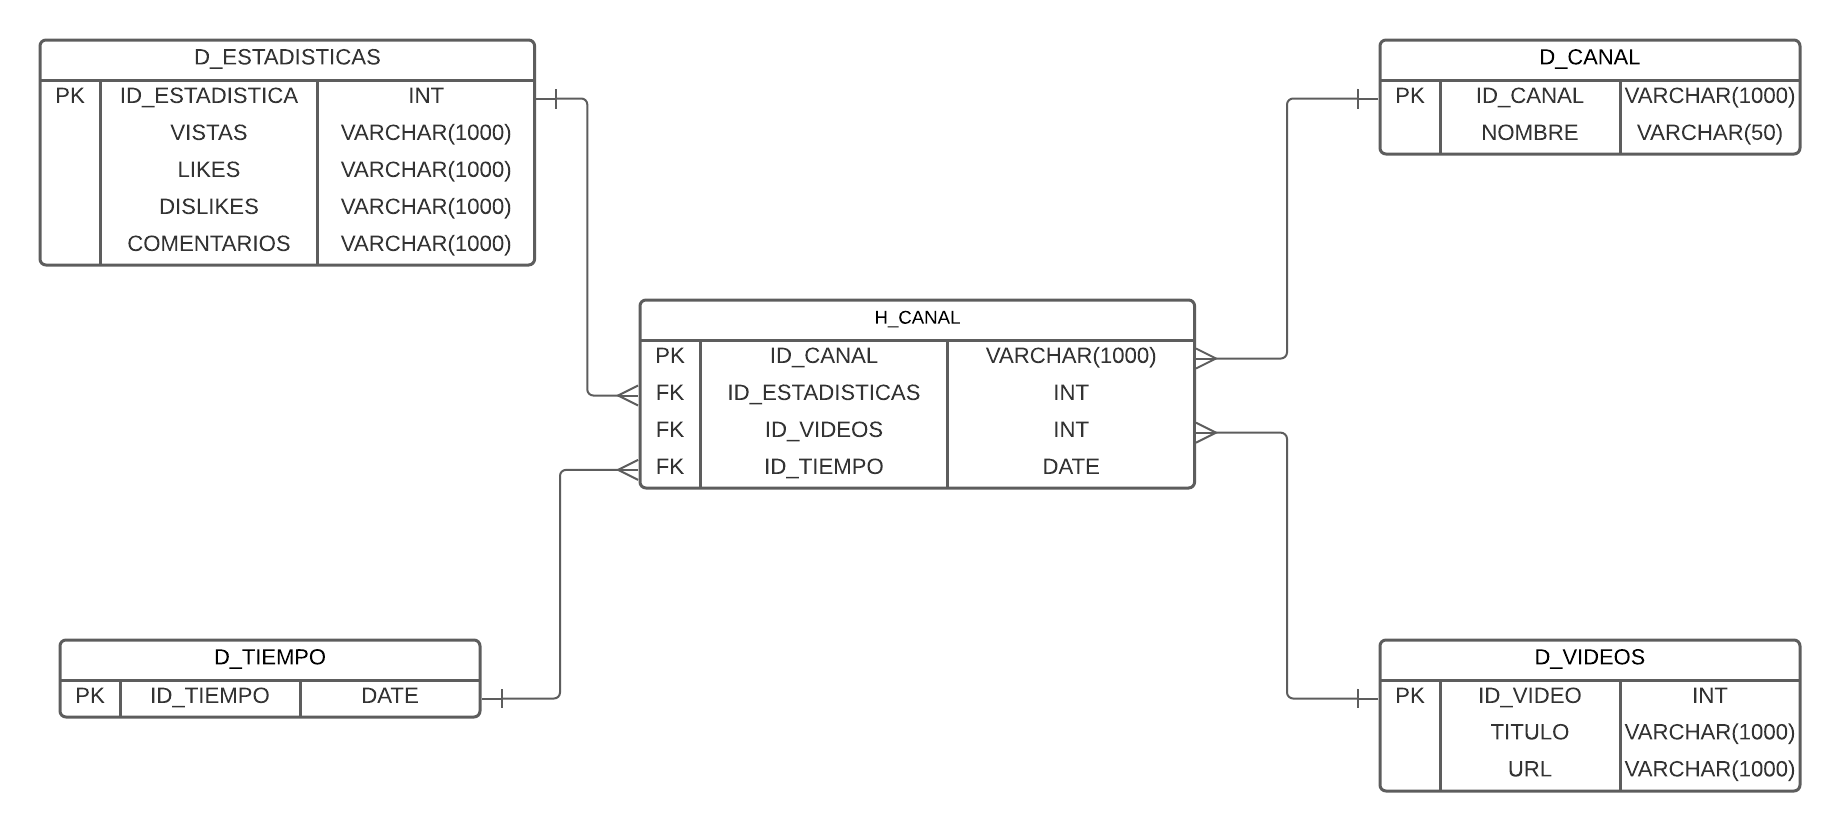 D_ESTADISTICAS
PK ID_ESTADISTICA INT
VISTAS VARCHAR(1000)
LIKES VARCHAR(1000)
DISLIKES VARCHAR(1000)
COMENTARIOS VARCHAR(1000)
D_CANAL
PK ID_CANAL VARCHAR(1000)
NOMBRE VARCHAR(50)
H_CANAL
PK ID_CANAL VARCHAR(1000)
FK ID_ESTADISTICAS INT
FK ID_VIDEOS INT
FK ID_TIEMPO DATE
D_TIEMPO
PK ID_TIEMPO DATE
D_VIDEOS
PK ID_VIDEO INT
TITULO VARCHAR(1000)
URL VARCHAR(1000)